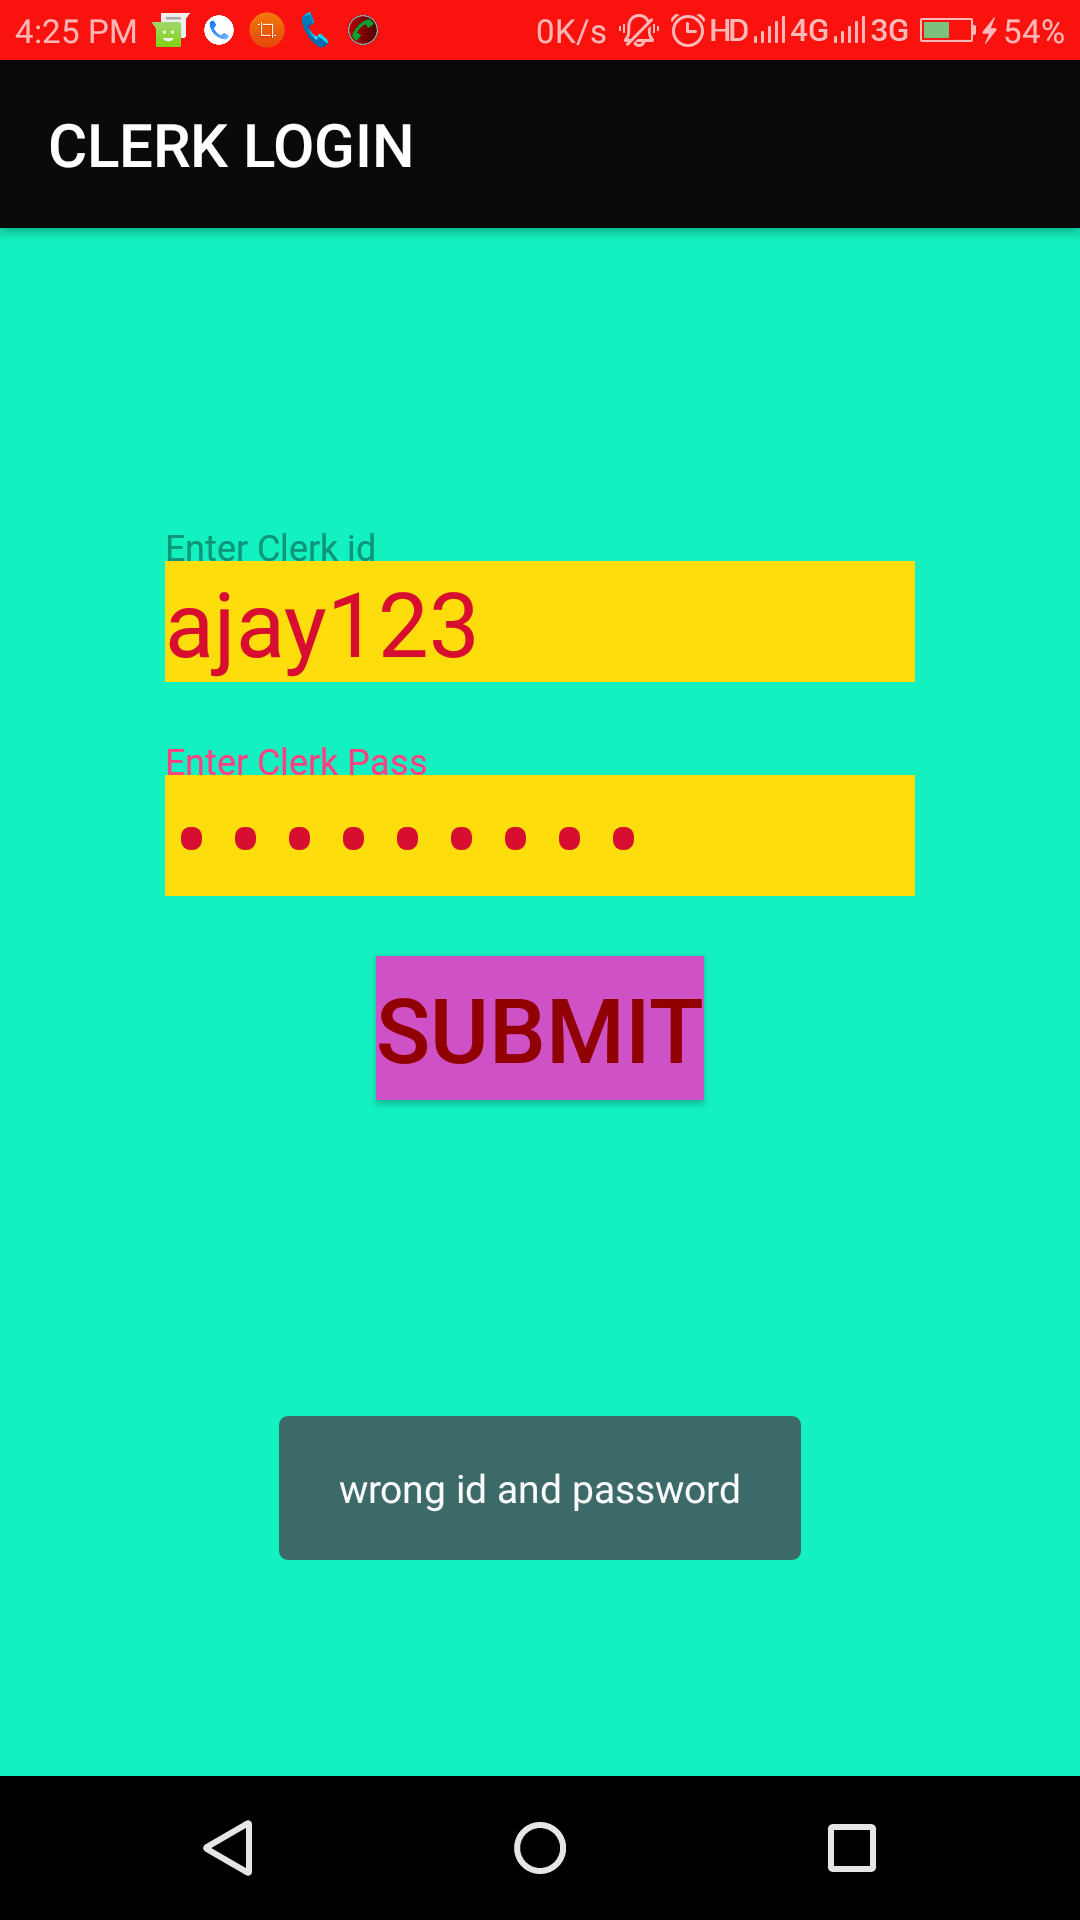 4:25 PM 0K/s HD 4G 3G 54%
CLERK LOGIN
Enter Clerk id
ajay123
Enter Clerk Pass
•••••••••
SUBMIT
wrong id and password